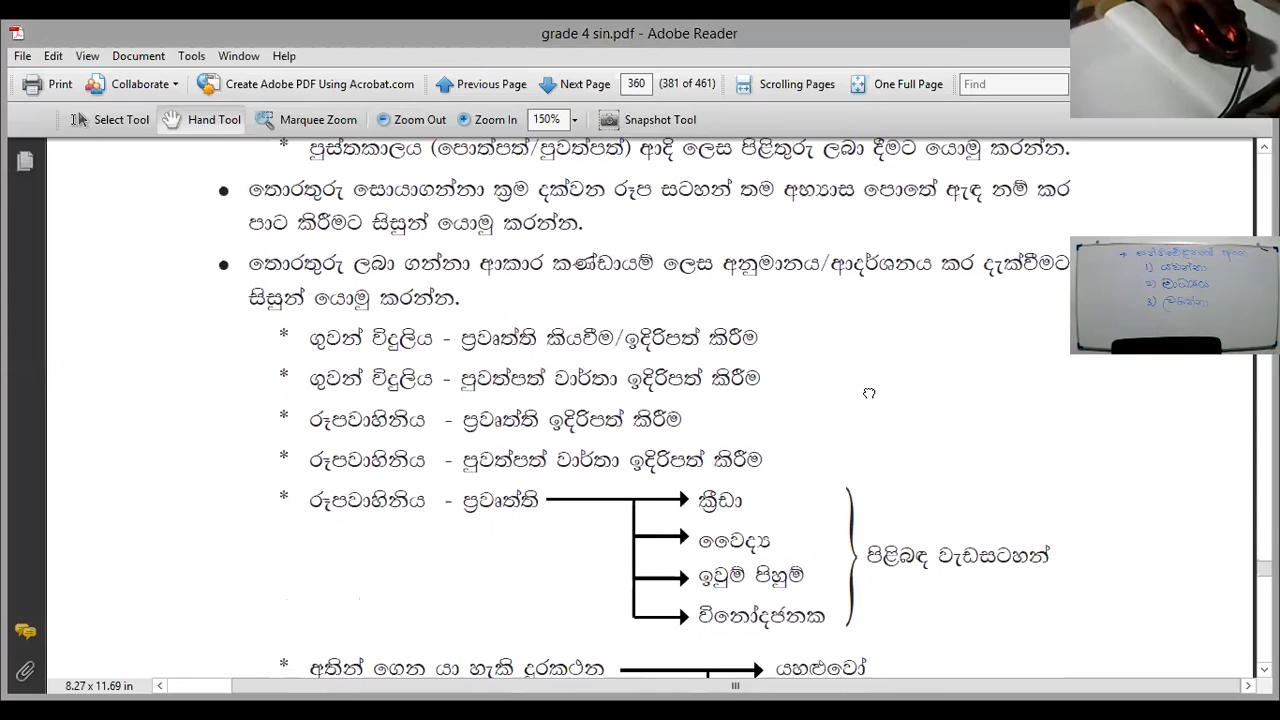 grade 4 sin.pdf - Adobe Reader
File Edit View Document Tools Window Help
Print Collaborate Create Adobe PDF Using Acrobat.com Previous Page Next Page 360 (381 of 461) Scrolling Pages One Full Page Find
Select Tool Hand Tool Marquee Zoom Zoom Out Zoom In 150% Snapshot Tool
* පුස්තකාලය (පොත්පත්/පුවත්පත්) ආදි ලෙස පිළිතුරු ලබා දීමට යොමු කරන්න.
● තොරතුරු සොයාගන්නා ක්‍රම දක්වන රූප සටහන් තම අභ්‍යාස පොතේ ඇඳ නම් කර
පාට කිරීමට සිසුන් යොමු කරන්න.
● තොරතුරු ලබා ගන්නා ආකාර කණ්ඩායම් ලෙස අනුමානය/ආදර්ශනය කර දැක්වීමට
සිසුන් යොමු කරන්න.
* ගුවන් විදුලිය - ප්‍රවෘත්ති කියවීම/ඉදිරිපත් කිරීම
* ගුවන් විදුලිය - පුවත්පත් වාර්තා ඉදිරිපත් කිරීම
* රූපවාහිනිය - ප්‍රවෘත්ති ඉදිරිපත් කිරීම
* රූපවාහිනිය - පුවත්පත් වාර්තා ඉදිරිපත් කිරීම
* රූපවාහිනිය - ප්‍රවෘත්ති ක්‍රීඩා
වෛද්‍ය
ඉවුම් පිහුම්
විනෝදජනක
පිළිබඳ වැඩසටහන්
* අතින් ගෙන යා හැකි දුරකථන යහළුවෝ
8.27 x 11.69 in
1) යවන්නා
2) මාධ්‍යය
3) ලබන්නා